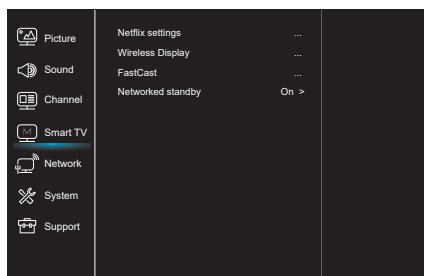 Picture
Sound
Channel
Smart TV
Network
System
Support
Netflix settings ...
Wireless Display ...
FastCast ...
Networked standby On >